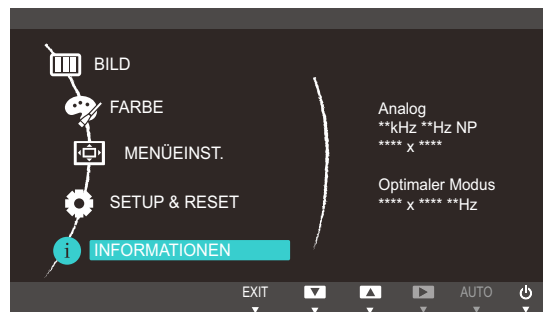 BILD
FARBE
MENÜEINST.
SETUP & RESET
i INFORMATIONEN
Analog
**kHz **Hz NP
**** x ****
Optimaler Modus
**** x **** **Hz
EXIT AUTO